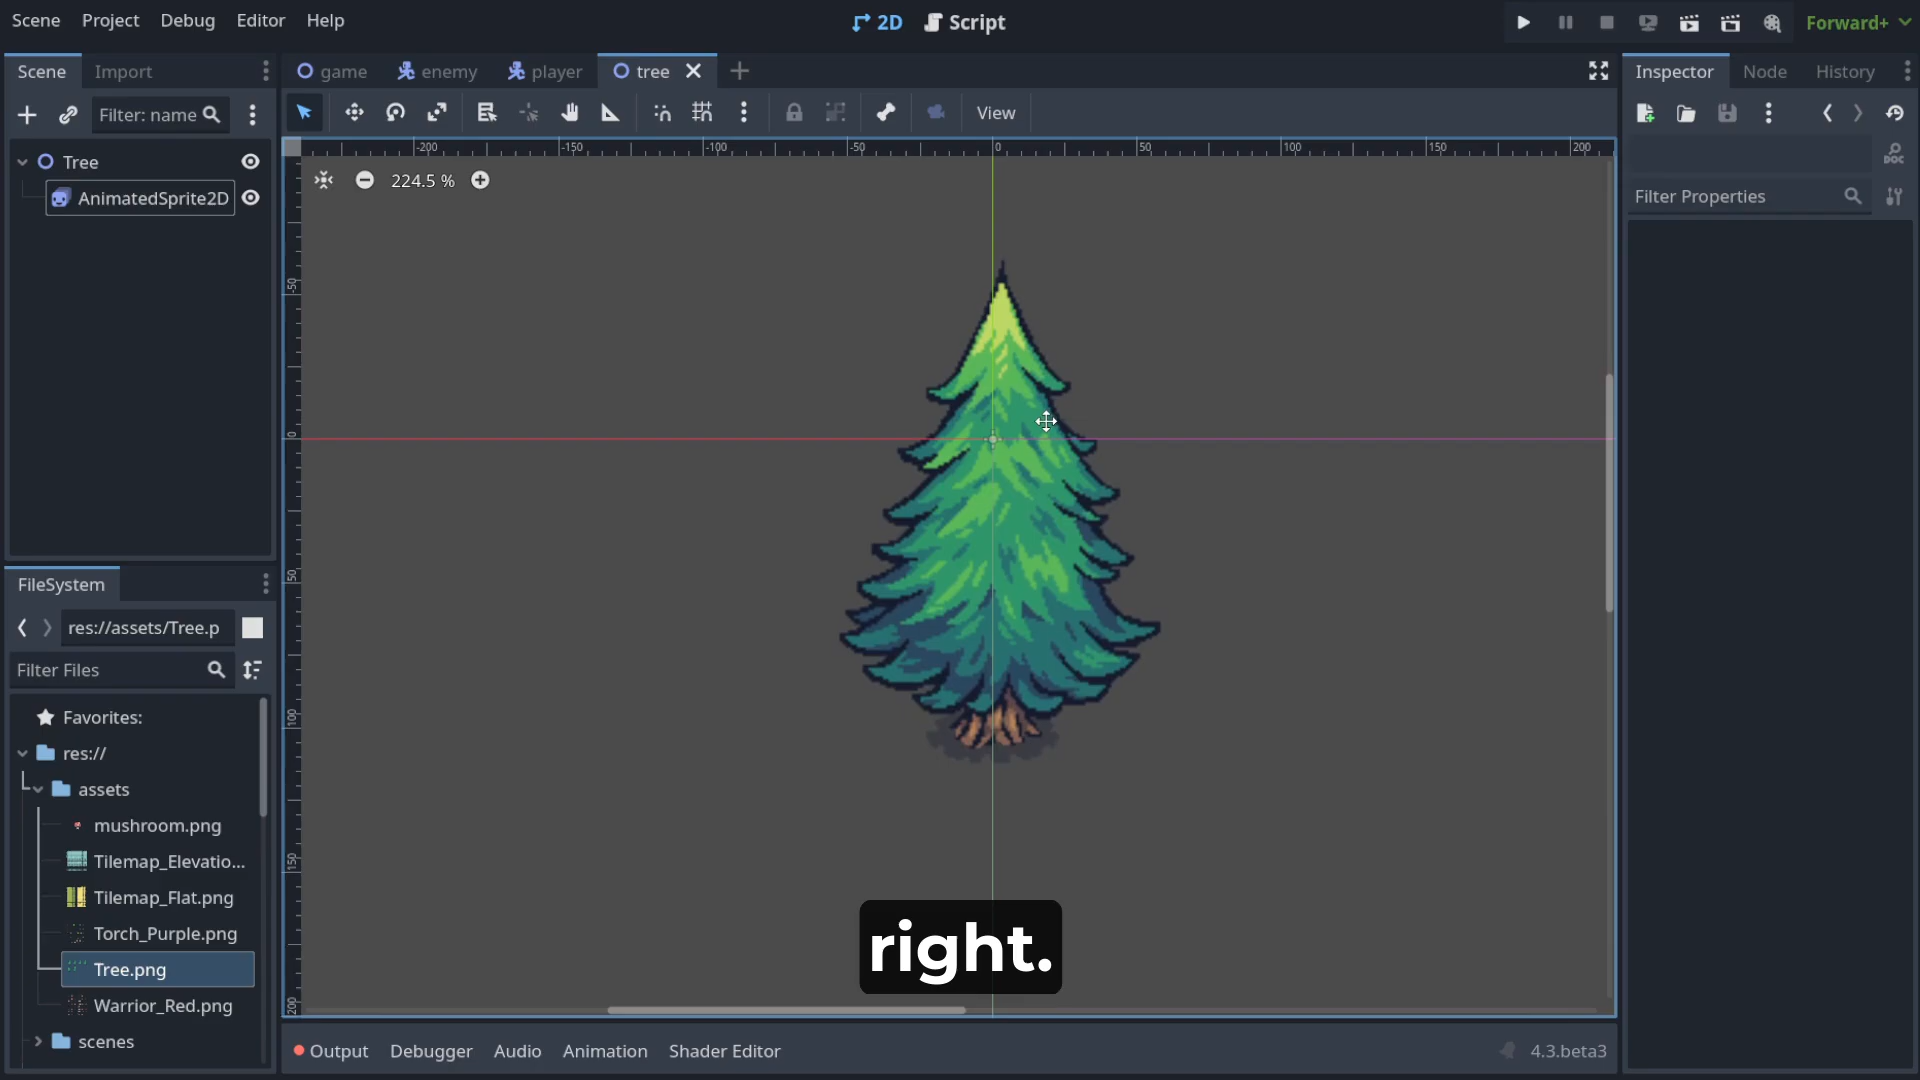 Scene Project Debug Editor Help
2D Script
Forward+
Scene Import
game enemy player tree
Inspector Node History
Filter: name
View
Tree
AnimatedSprite2D
-200 -150 -100 -50 0 50 100 150 200
224.5 %
Filter Properties
-50
0
50
100
150
200
FileSystem
res://assets/Tree.p
Filter Files
Favorites:
res://
assets
mushroom.png
Tilemap_Elevatio...
Tilemap_Flat.png
Torch_Purple.png
Tree.png
Warrior_Red.png
scenes
right.
Output Debugger Audio Animation Shader Editor
4.3.beta3
DOC